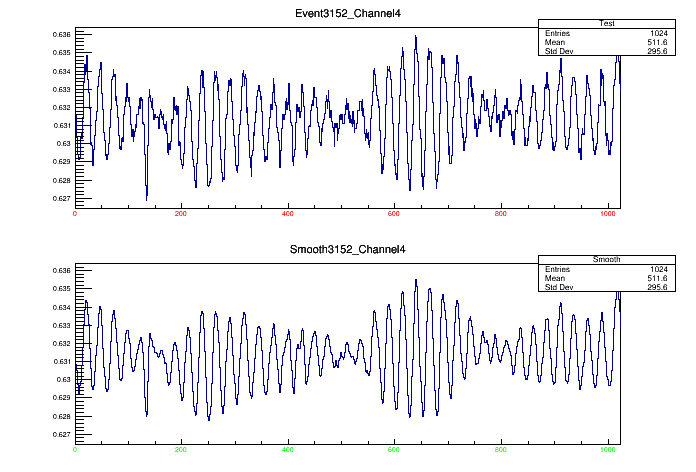 Event3152_Channel4
Test
Entries 1024
Mean 511.6
Std Dev 295.6
0.636
0.635
0.634
0.633
0.632
0.631
0.63
0.629
0.628
0.627
0 200 400 600 800 1000
Smooth3152_Channel4
Smooth
Entries 1024
Mean 511.6
Std Dev 295.6
0.636
0.635
0.634
0.633
0.632
0.631
0.63
0.629
0.628
0.627
0 200 400 600 800 1000